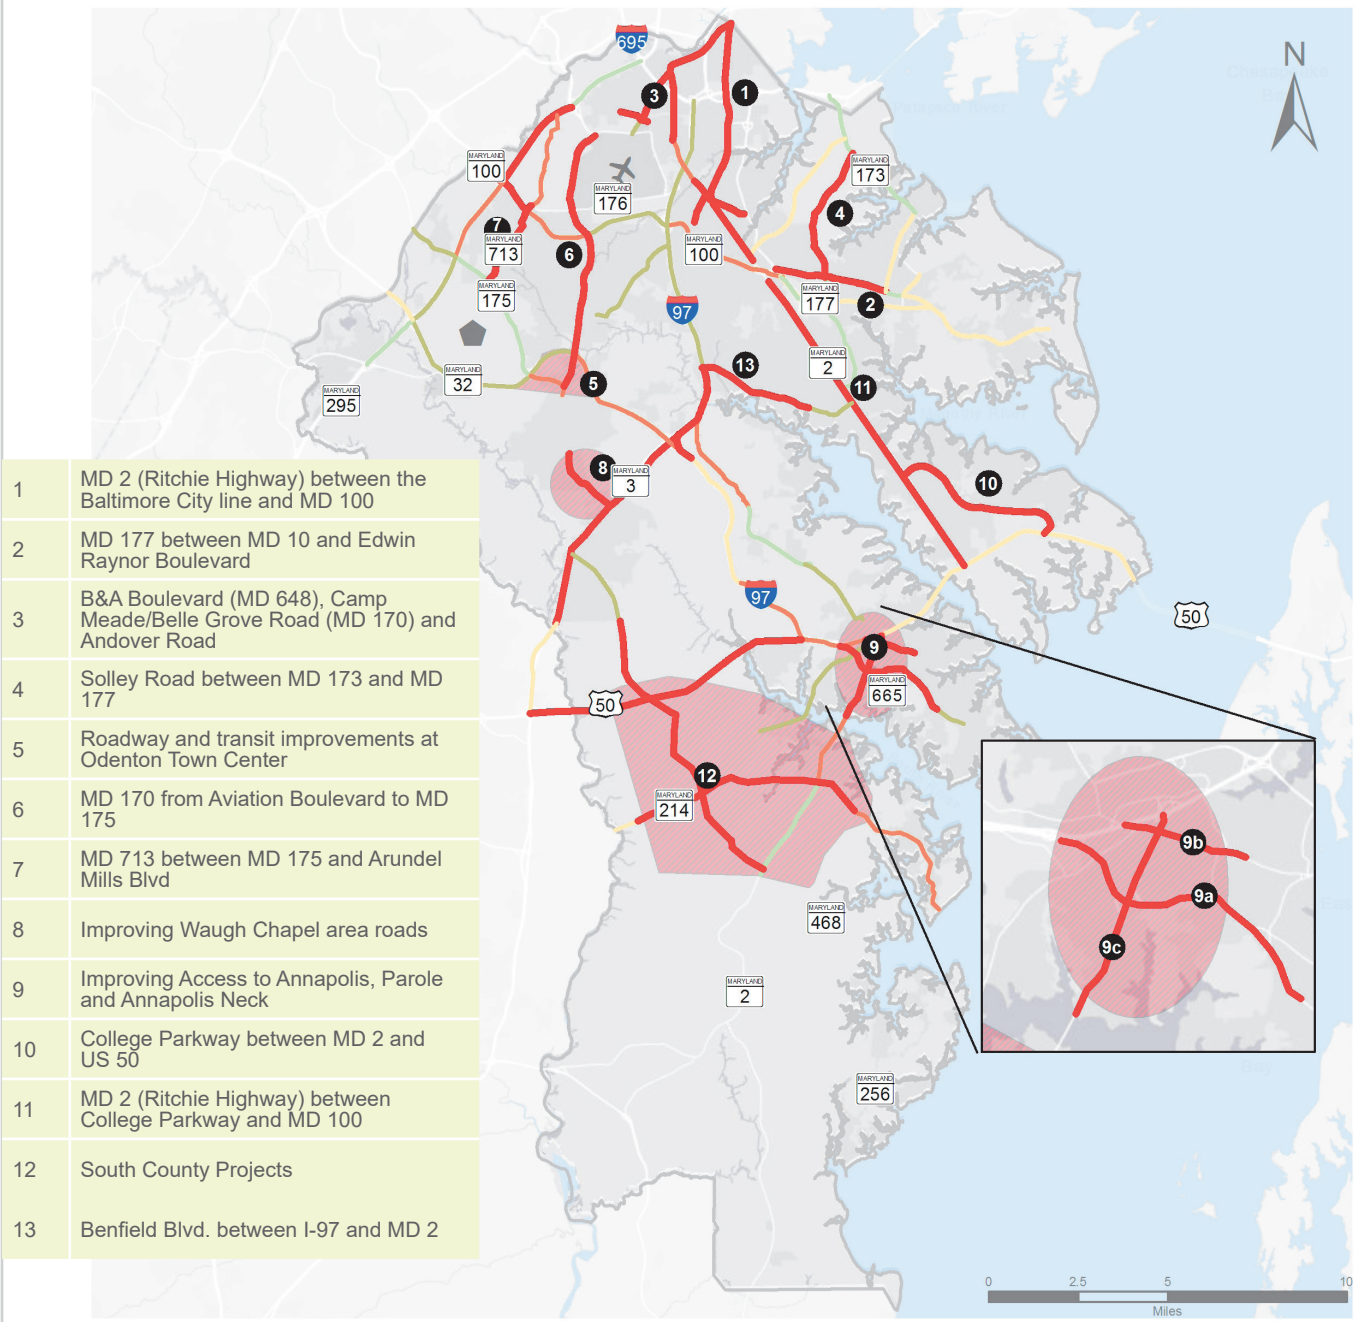 695
N
3
1
MARYLAND
100
MARYLAND
173
MARYLAND
176
4
7
MARYLAND
713
6
MARYLAND
100
MARYLAND
175
MARYLAND
177
2
97
MARYLAND
2
13
MARYLAND
32
5
11
MARYLAND
295
8
MARYLAND
3
10
1
MD 2 (Ritchie Highway) between the
Baltimore City line and MD 100
2
MD 177 between MD 10 and Edwin
Raynor Boulevard
3
B&A Boulevard (MD 648), Camp
Meade/Belle Grove Road (MD 170) and
Andover Road
4
Solley Road between MD 173 and MD
177
5
Roadway and transit improvements at
Odenton Town Center
6
MD 170 from Aviation Boulevard to MD
175
7
MD 713 between MD 175 and Arundel
Mills Blvd
8
Improving Waugh Chapel area roads
9
Improving Access to Annapolis, Parole
and Annapolis Neck
10
College Parkway between MD 2 and
US 50
11
MD 2 (Ritchie Highway) between
College Parkway and MD 100
12
South County Projects
13
Benfield Blvd. between I-97 and MD 2
97
50
9
MARYLAND
665
50
12
MARYLAND
214
9b
9a
9c
MARYLAND
468
MARYLAND
2
MARYLAND
256
0 2.5 5 10
Miles